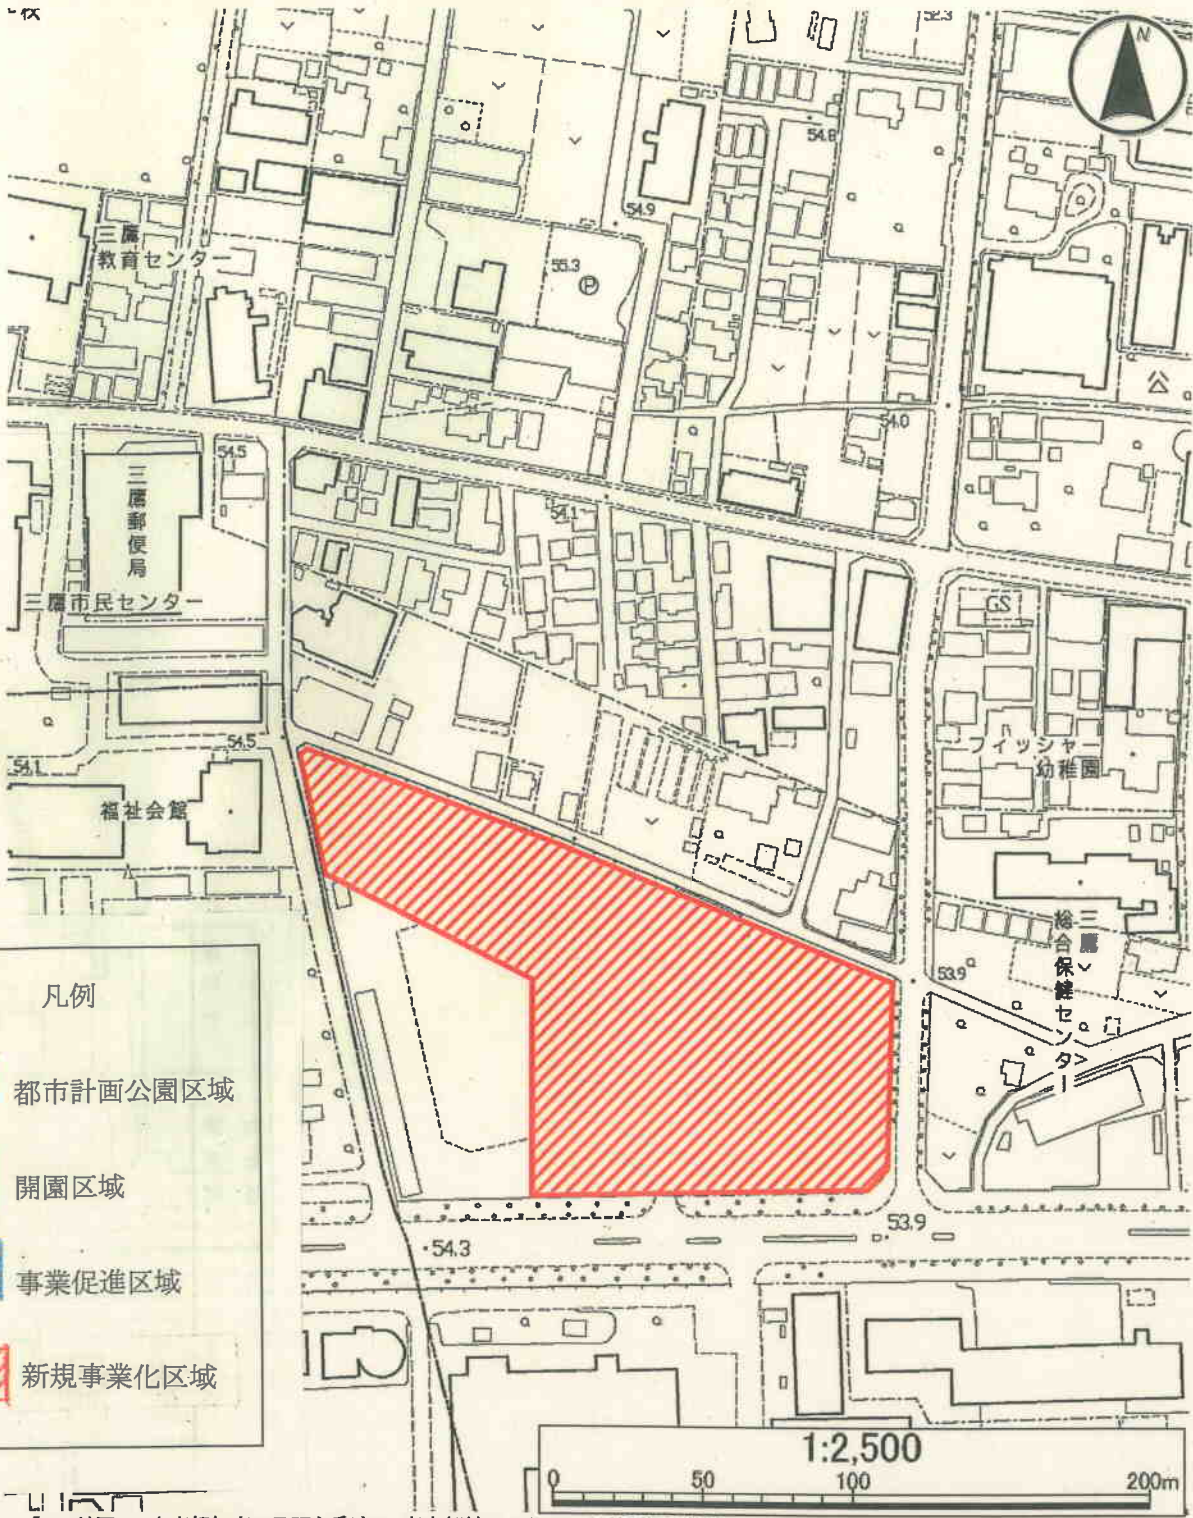 校
52.3
N
54.8
54.9
三鷹
教育センター
55.3
P
公
54.0
54.5
三鷹郵便局
54.1
三鷹市民センター
GS
54.5
54.1
フィッシャー
幼稚園
福祉会館
三鷹
総合保健センター
53.9
凡例
都市計画公園区域
開園区域
事業促進区域
新規事業化区域
53.9
54.3
1:2,500
0 50 100 200m